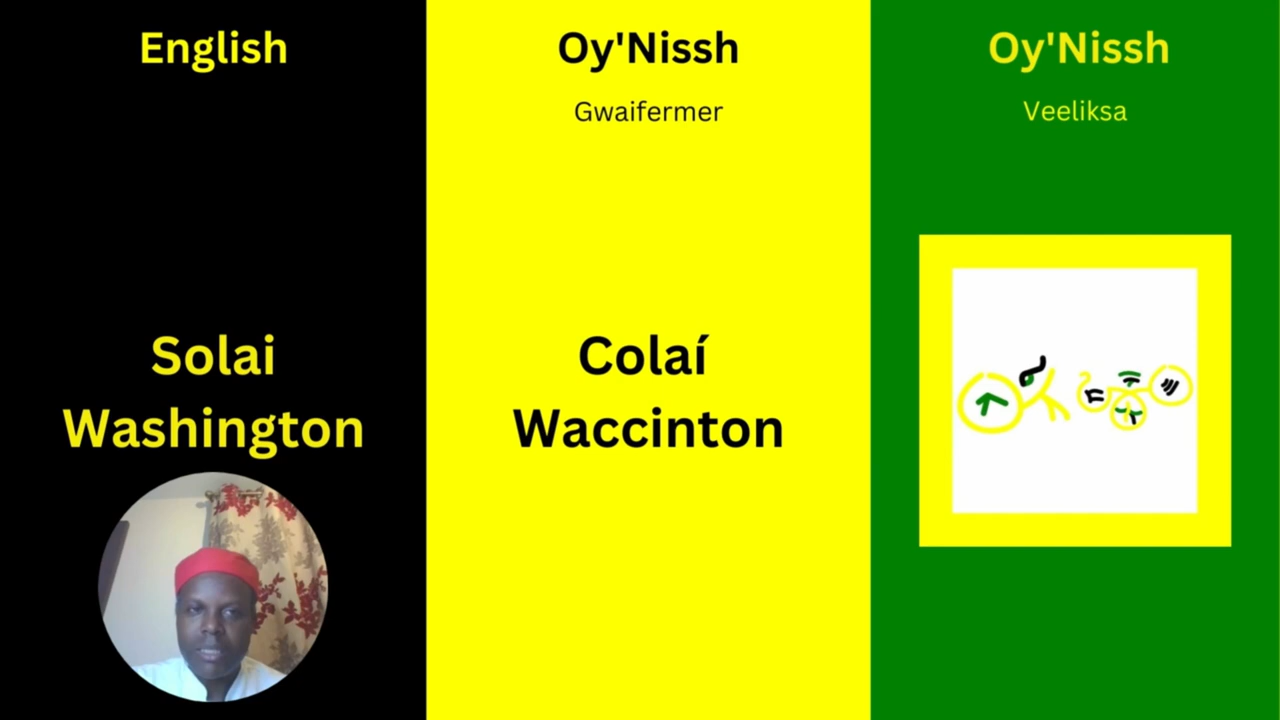 English
Solai
Washington
Oy'Nissh
Gwaifermer
Colaí
Waccinton
Oy'Nissh
Veeliksa